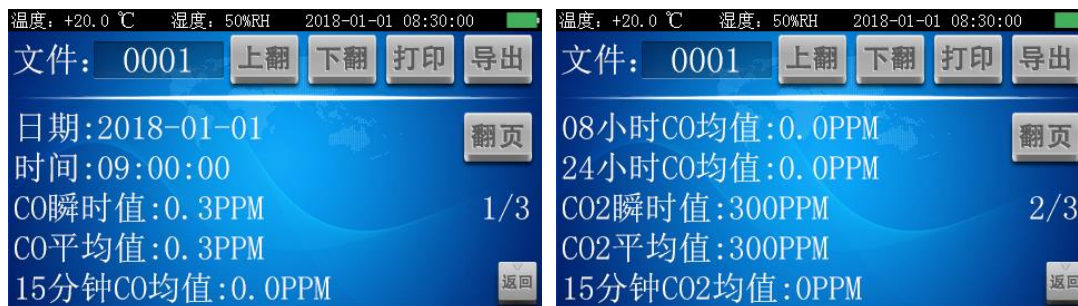 温度: +20.0 ℃ 湿度: 50%RH 2018-01-01 08:30:00
文件: 0001 上翻 下翻 打印 导出
日期:2018-01-01
翻页
时间:09:00:00
CO瞬时值:0.3PPM
1/3
CO平均值:0.3PPM
15分钟CO均值:0.0PPM
返回
温度: +20.0 ℃ 湿度: 50%RH 2018-01-01 08:30:00
文件: 0001 上翻 下翻 打印 导出
08小时CO均值:0.0PPM
翻页
24小时CO均值:0.0PPM
CO2瞬时值:300PPM
2/3
CO2平均值:300PPM
15分钟CO2均值:0PPM
返回